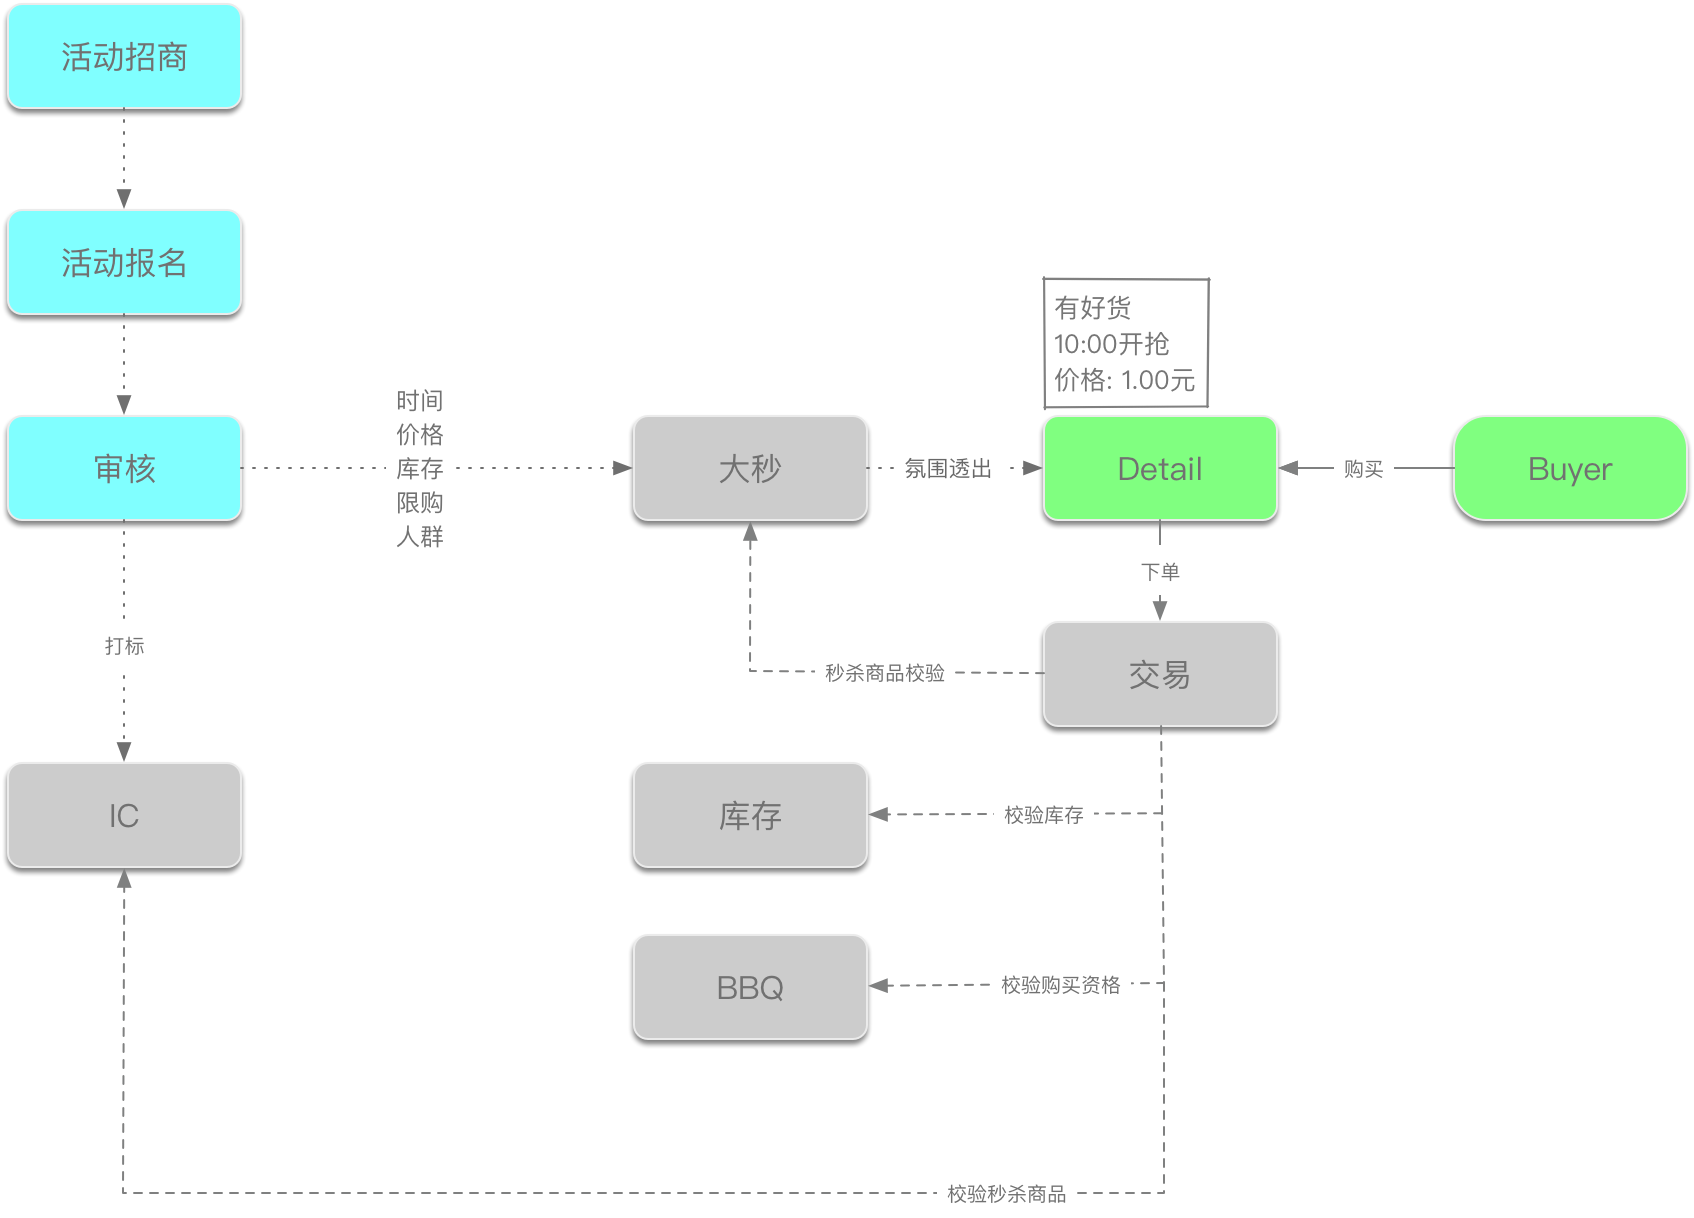 活动招商
活动报名
有好货
10:00开抢
价格: 1.00元
时间
价格
库存
限购
人群
审核
大秒
氛围透出
Detail
购买
Buyer
下单
打标
秒杀商品校验
交易
IC
库存
校验库存
BBQ
校验购买资格
校验秒杀商品